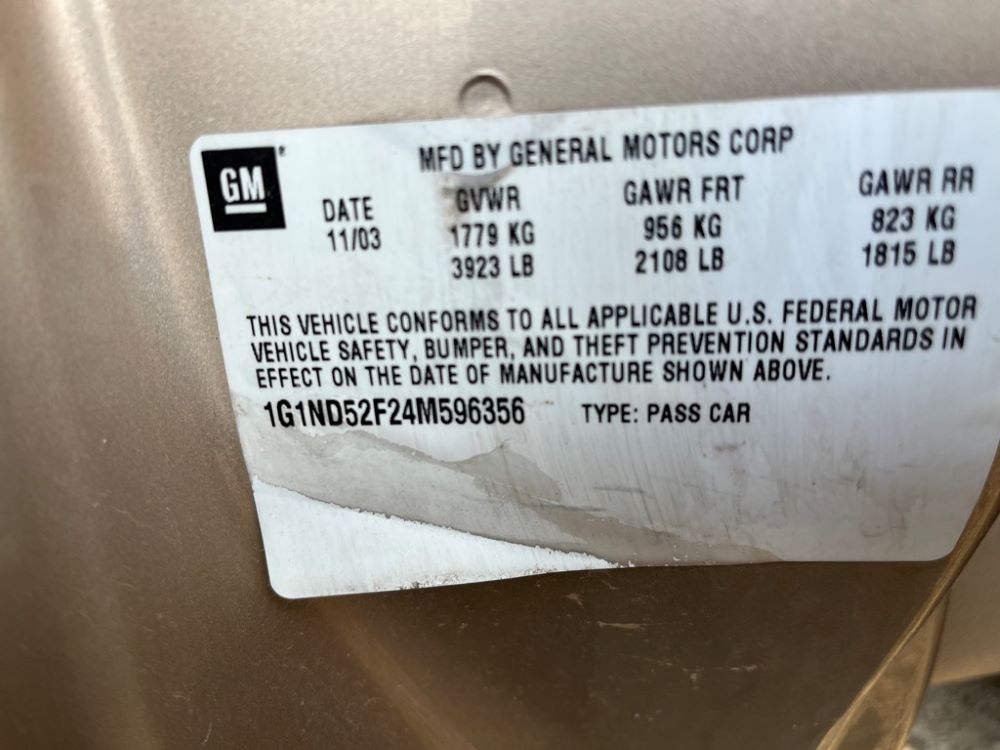 GM
MFD BY GENERAL MOTORS CORP
DATE GVWR GAWR FRT GAWR RR
11/03 1779 KG 956 KG 823 KG
3923 LB 2108 LB 1815 LB
THIS VEHICLE CONFORMS TO ALL APPLICABLE U.S. FEDERAL MOTOR
VEHICLE SAFETY, BUMPER, AND THEFT PREVENTION STANDARDS IN
EFFECT ON THE DATE OF MANUFACTURE SHOWN ABOVE.
1G1ND52F24M596356 TYPE: PASS CAR